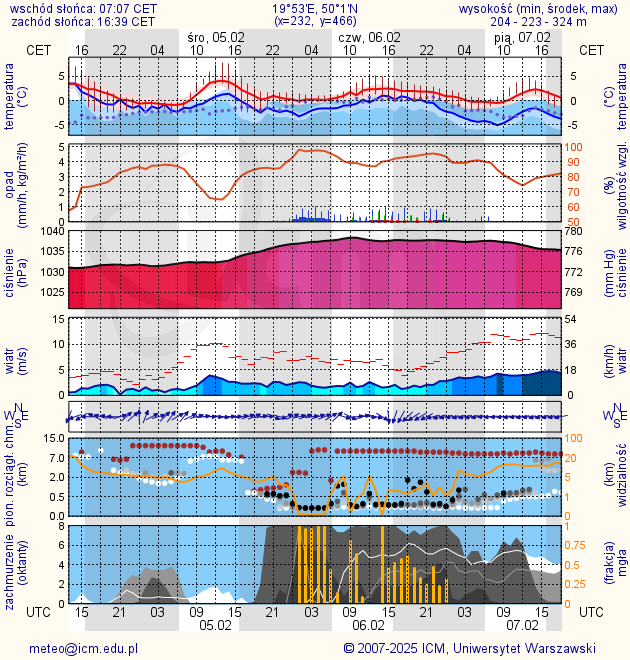 wschód słońca: 07:07 CET 19°53'E, 50°1'N wysokość (min, środek, max)
zachód słońca: 16:39 CET (x=232, y=466) 204 - 223 - 324 m
śro, 05.02 czw, 06.02 pią, 07.02
CET 16 22 04 10 16 22 04 10 16 22 04 10 16 CET
temperatura
(°C)
5
0
-5
5
0
-5
temperatura
(°C)
opad
(mm/h, kg/m²/h)
5
4
3
2
1
0
100
90
80
70
60
50
(%)
wilgotność wzgl.
ciśnienie
(hPa)
1040
1035
1030
1025
780
776
772
769
(mm Hg)
ciśnienie
wiatr
(m/s)
15
10
5
0
54
36
18
0
(km/h)
wiatr
N
W E
S
N
W E
S
pion. rozciągł. chm.
(km)
15.0
7.0
2.0
0.5
0.0
100
20
5
1
0
(km)
widzialność
zachmurzenie
(oktanty)
8
6
4
2
0
1
0.75
0.5
0.25
0
(frakcja)
mgła
UTC 15 21 03 09 15 21 03 09 15 21 03 09 15 UTC
05.02 06.02 07.02
meteo@icm.edu.pl © 2007-2025 ICM, Uniwersytet Warszawski